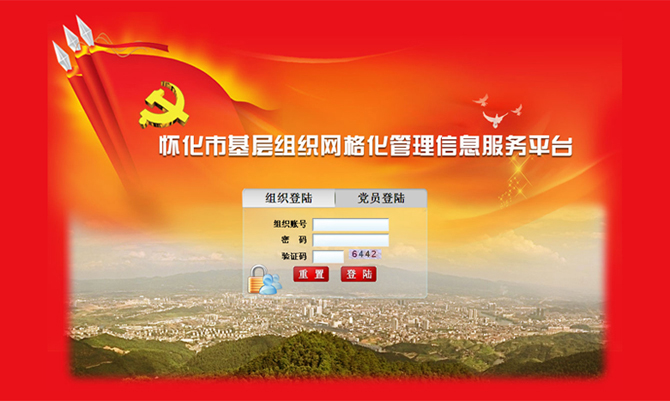 怀化市基层组织网格化管理信息服务平台
组织登陆 党员登陆
组织账号
密 码
验证码 6442
重 置 登 陆